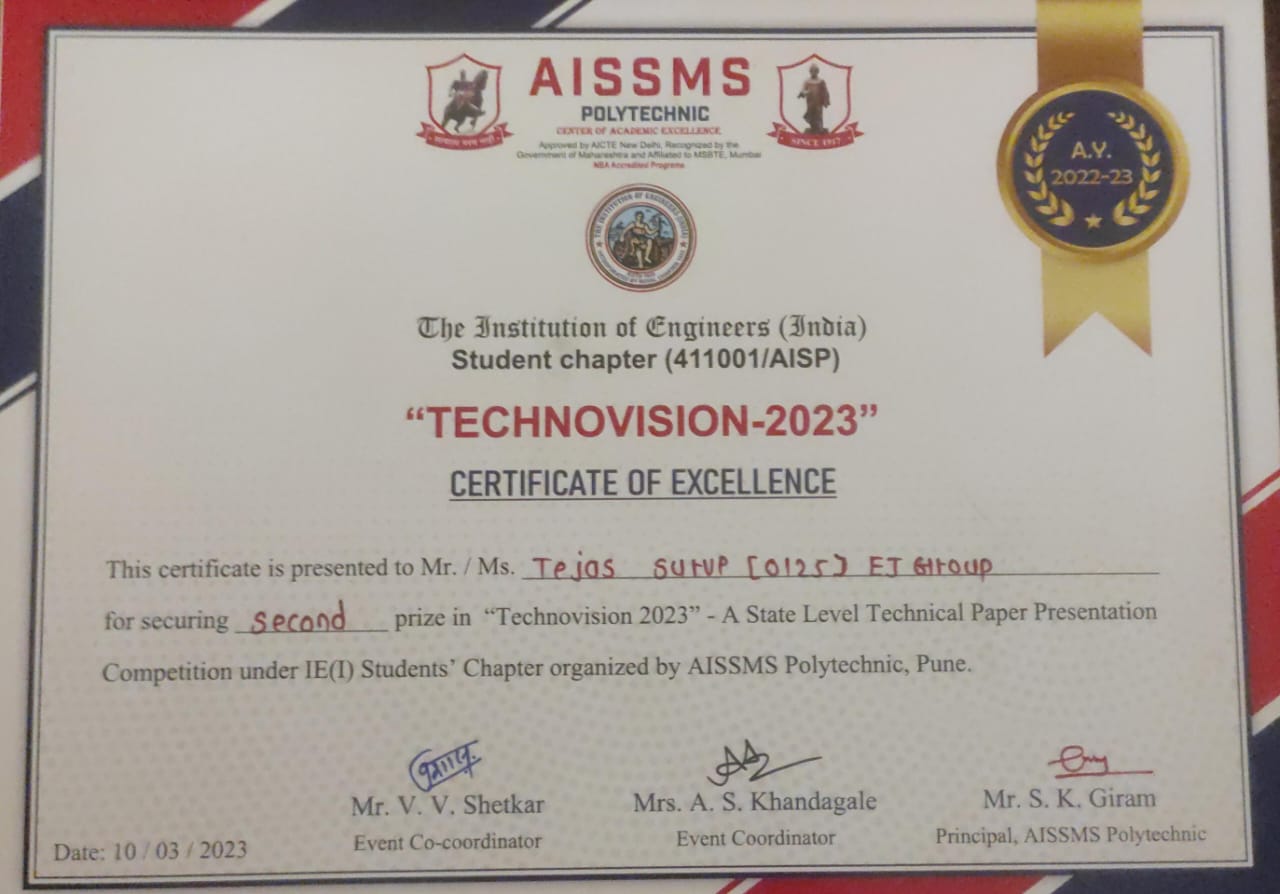 AISSMS
POLYTECHNIC
CENTER OF ACADEMIC EXCELLENCE
Approved by AICTE New Delhi, Recognized by the
Government of Maharashtra and Affiliated to MSBTE, Mumbai
NBA Accredited Programs
SINCE 1917
A.Y.
2022-23
The Institution of Engineers (India)
Student chapter (411001/AISP)
“TECHNOVISION-2023”
CERTIFICATE OF EXCELLENCE
This certificate is presented to Mr. / Ms. Tejas Surup [0125] EJ Group
for securing second prize in “Technovision 2023” - A State Level Technical Paper Presentation
Competition under IE(I) Students’ Chapter organized by AISSMS Polytechnic, Pune.
Mr. V. V. Shetkar
Event Co-coordinator
Mrs. A. S. Khandagale
Event Coordinator
Mr. S. K. Giram
Principal, AISSMS Polytechnic
Date: 10 / 03 / 2023